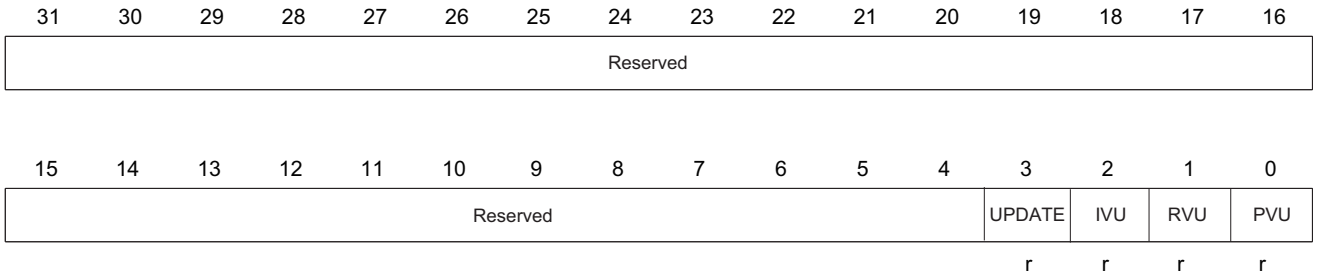 31 30 29 28 27 26 25 24 23 22 21 20 19 18 17 16
Reserved
15 14 13 12 11 10 9 8 7 6 5 4 3 2 1 0
Reserved UPDATE IVU RVU PVU
r r r r